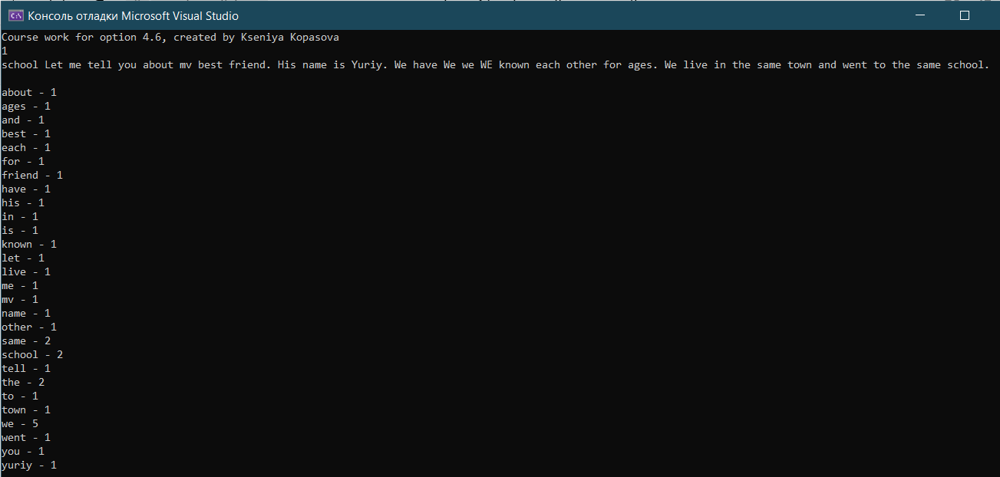 Консоль отладки Microsoft Visual Studio
Course work for option 4.6, created by Kseniya Kopasova
1
school Let me tell you about mv best friend. His name is Yuriy. We have We we WE known each other for ages. We live in the same town and went to the same school.
about - 1
ages - 1
and - 1
best - 1
each - 1
for - 1
friend - 1
have - 1
his - 1
in - 1
is - 1
known - 1
let - 1
live - 1
me - 1
mv - 1
name - 1
other - 1
same - 2
school - 2
tell - 1
the - 2
to - 1
town - 1
we - 5
went - 1
you - 1
yuriy - 1